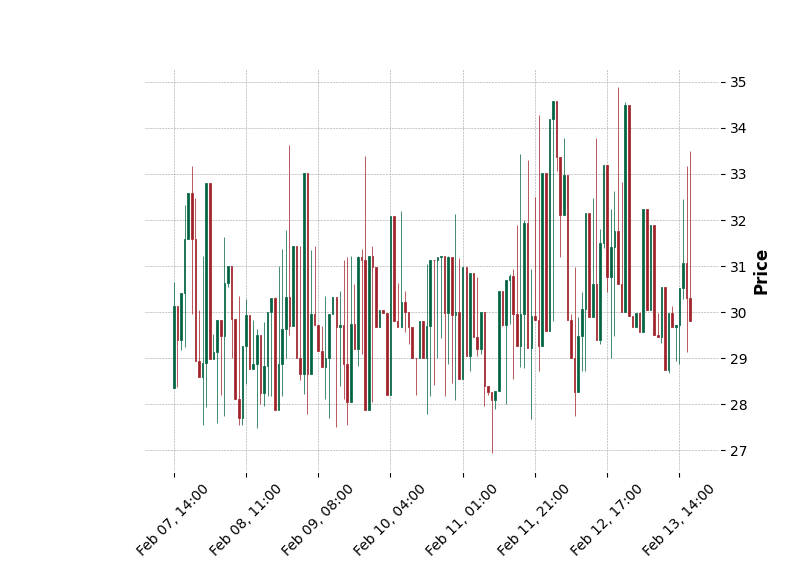 35
34
33
32
31
30
29
28
27
Price
Feb 07, 14:00
Feb 08, 11:00
Feb 09, 08:00
Feb 10, 04:00
Feb 11, 01:00
Feb 11, 21:00
Feb 12, 17:00
Feb 13, 14:00